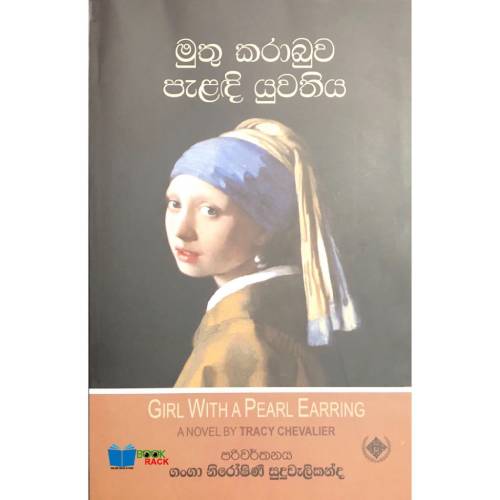 මුතු කරාබුව
පැළඳි යුවතිය
GIRL WITH A PEARL EARRING
A NOVEL BY TRACY CHEVALIER
පරිවර්තනය
ගංගා නිරෝෂිණී සුදුවැලිකන්ද
BOOK
RACK